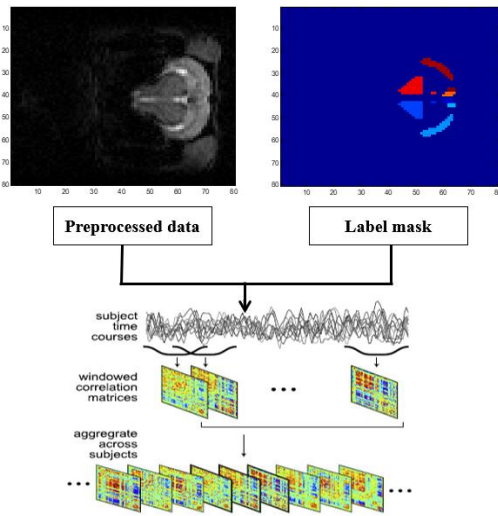 10
20
30
40
50
60
70
80
10 20 30 40 50 60 70 80
10
20
30
40
50
60
70
80
10 20 30 40 50 60 70 80
Preprocessed data
Label mask
subject
time
courses
windowed
correlation
matrices
...
aggregate
across
subjects
... ...